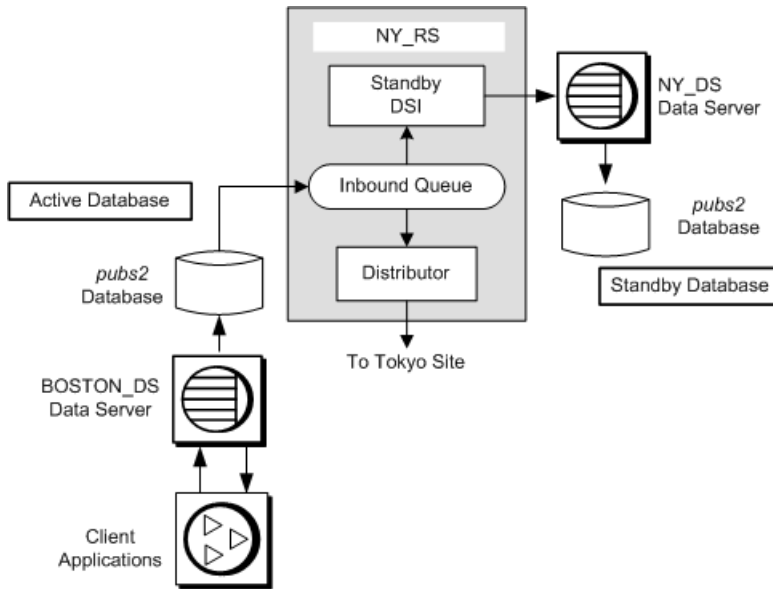 NY_RS
Standby
DSI
NY_DS
Data Server
Inbound Queue
Active Database
pubs2
Database
pubs2
Database
Distributor
Standby Database
To Tokyo Site
BOSTON_DS
Data Server
Client
Applications